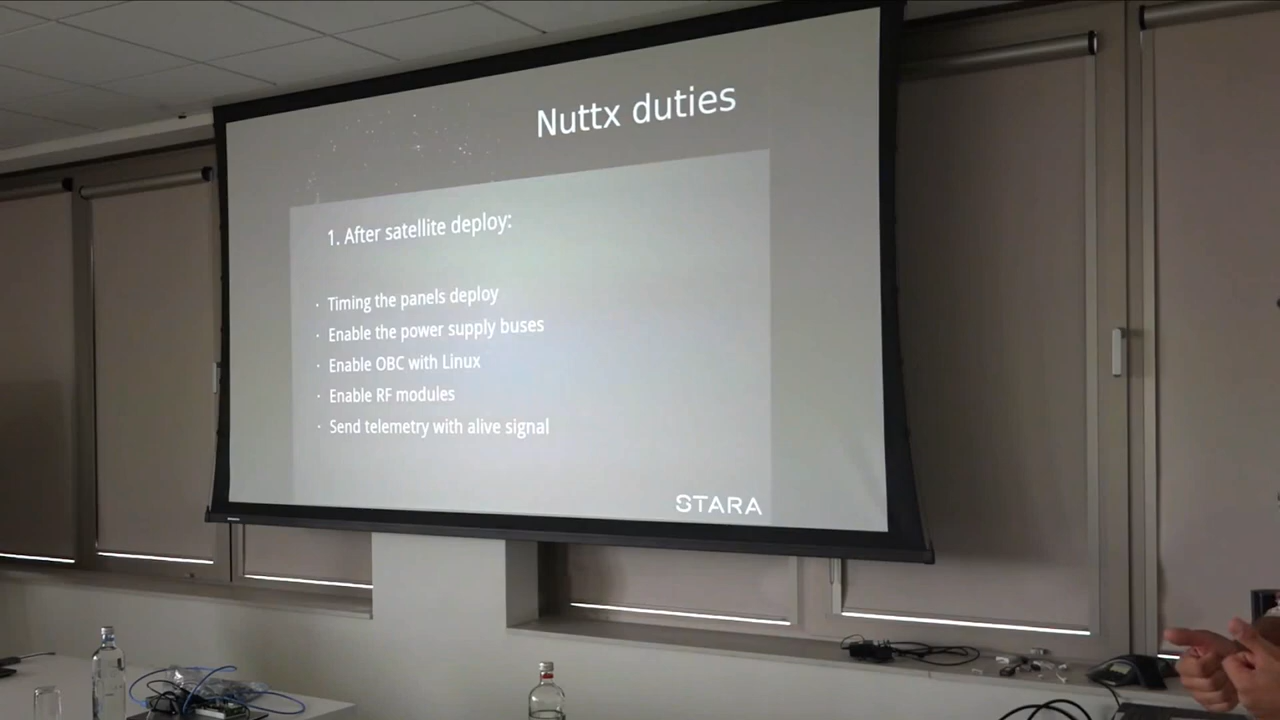 Nuttx duties
1. After satellite deploy:
· Timing the panels deploy
· Enable the power supply buses
· Enable OBC with Linux
· Enable RF modules
· Send telemetry with alive signal
STARA